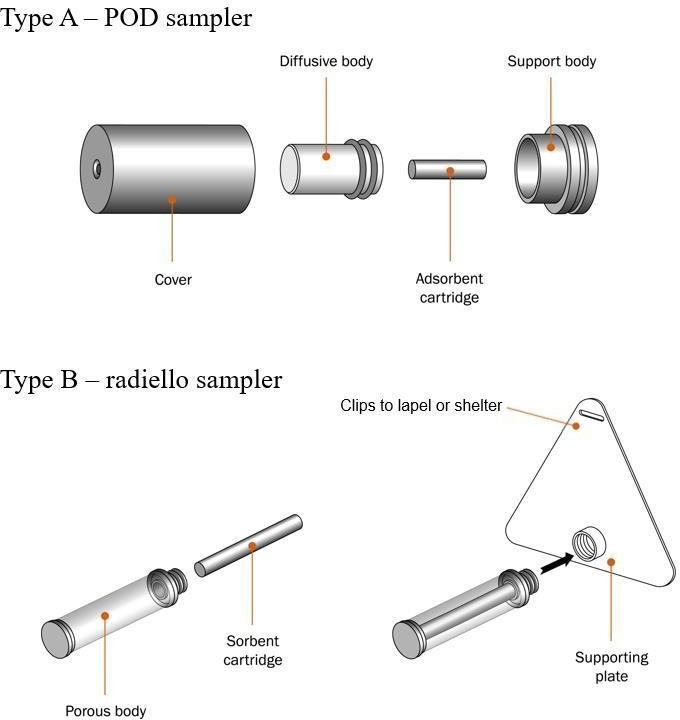 Type A – POD sampler
Diffusive body
Support body
Cover
Adsorbent
cartridge
Type B – radiello sampler
Clips to lapel or shelter
Sorbent
cartridge
Supporting
plate
Porous body